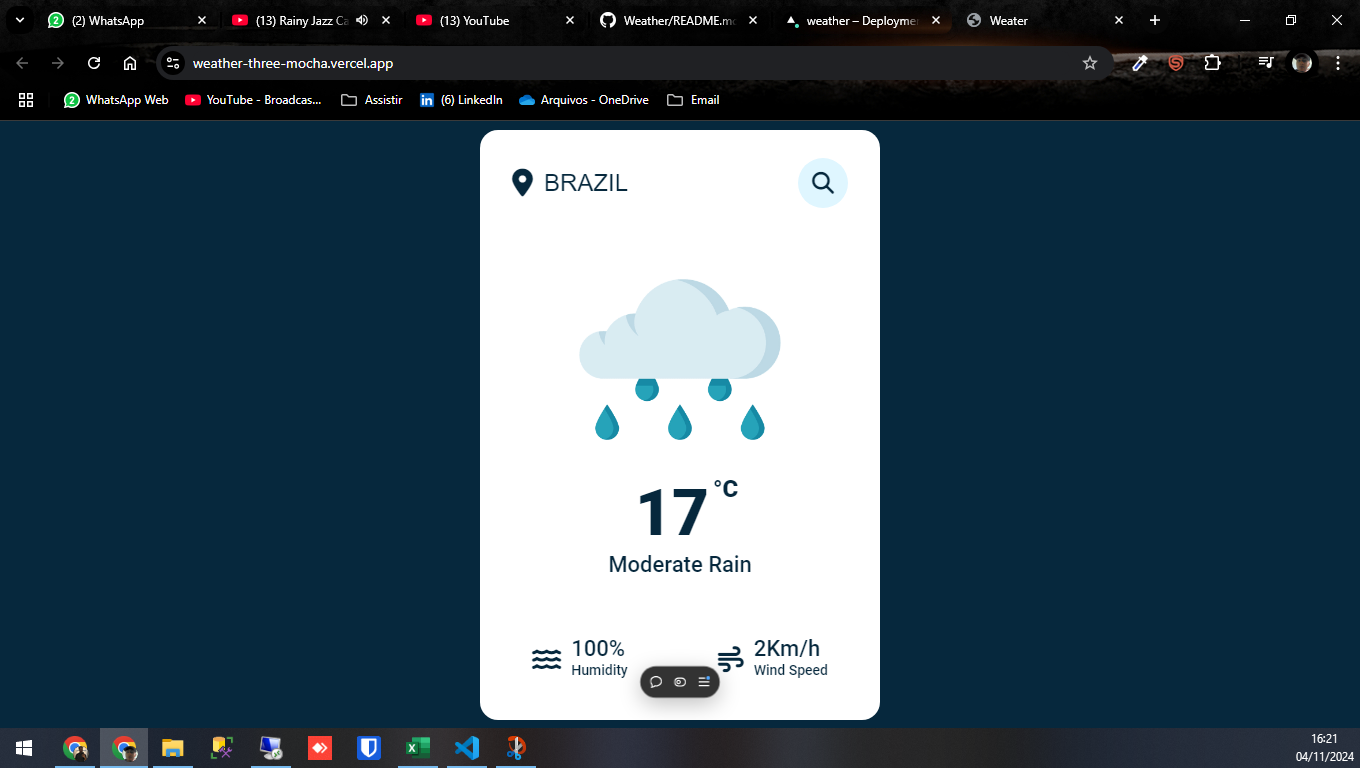 (2) WhatsApp
(13) Rainy Jazz Ca
(13) YouTube
Weather/README.m
weather – Deployme
Weater
weather-three-mocha.vercel.app
WhatsApp Web
YouTube - Broadcas...
Assistir
(6) LinkedIn
Arquivos - OneDrive
Email
BRAZIL
17 °C
Moderate Rain
100%
Humidity
2Km/h
Wind Speed
16:21
04/11/2024